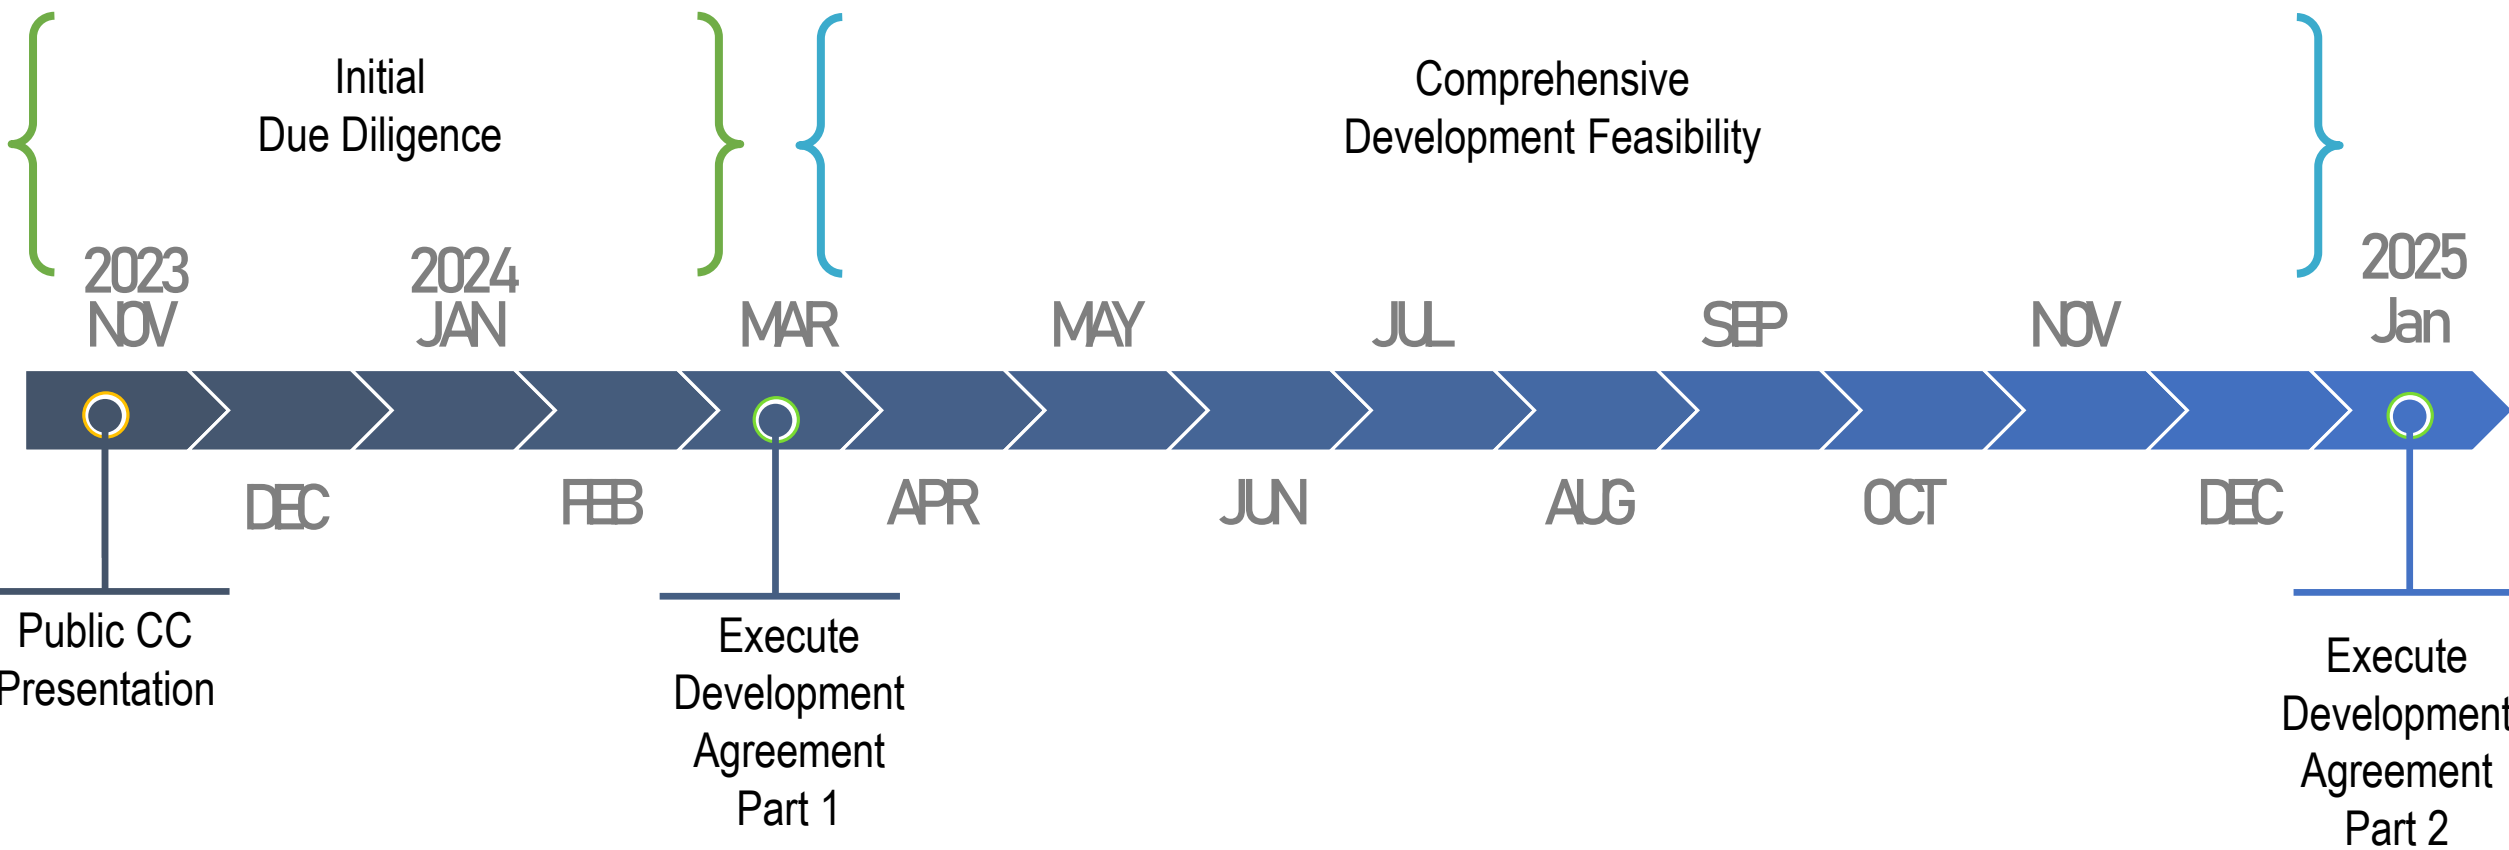 Initial
Due Diligence
Comprehensive
Development Feasibility
2023
NOV
2024
JAN
MAR
MAY
JUL
SEP
NOV
2025
Jan
DEC
FEB
APR
JUN
AUG
OCT
DEC
Public CC
Presentation
Execute
Development
Agreement
Part 1
Execute
Development
Agreement
Part 2